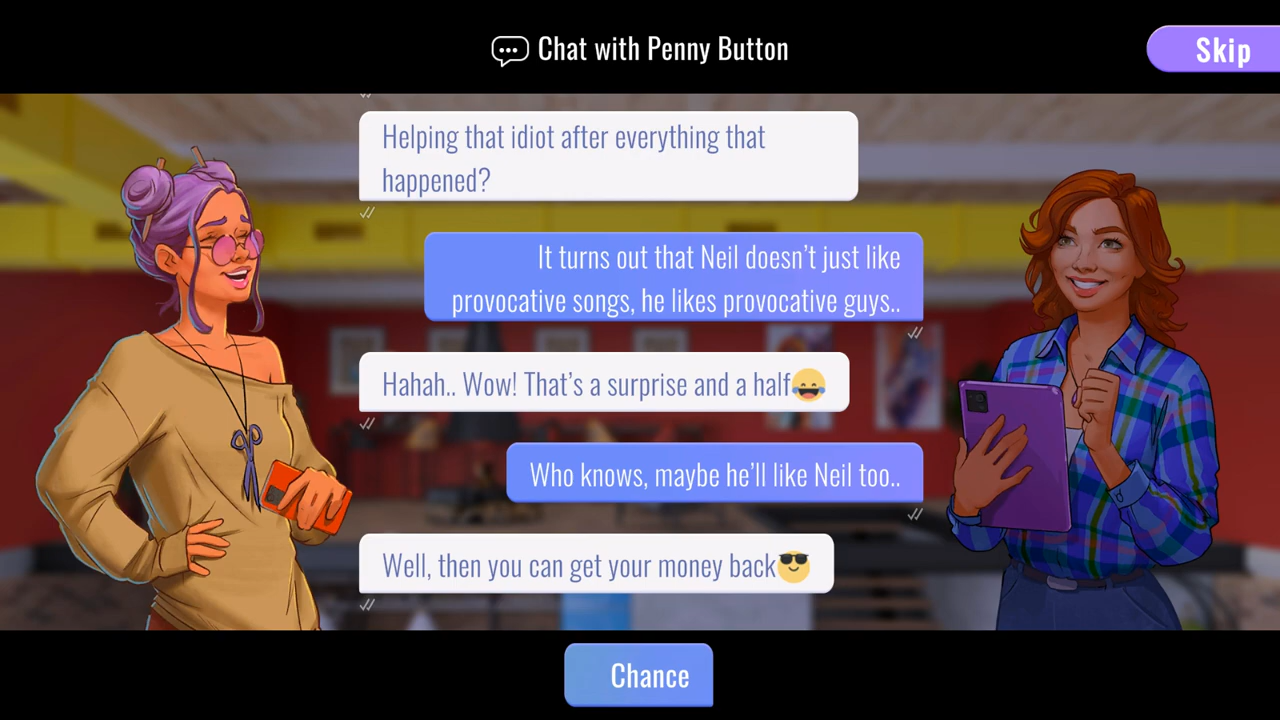 Chat with Penny Button
Skip
Helping that idiot after everything that
happened?
It turns out that Neil doesn't just like
provocative songs, he likes provocative guys..
Hahah.. Wow! That's a surprise and a half😂
Who knows, maybe he'll like Neil too..
Well, then you can get your money back😎
Chance